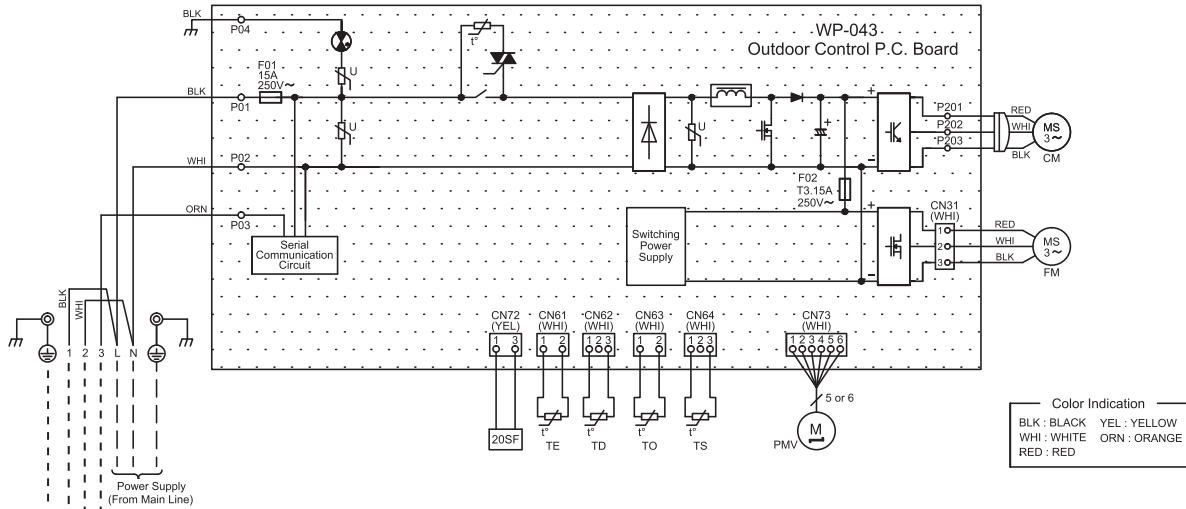 BLK
P04
WP-043
Outdoor Control P.C. Board
F01
15A
250V~
U
t°
BLK
P01
U
U
+
P201
P202
P203
RED
WHI
BLK
MS
3~
CM
WHI
P02
+
-
F02
T3.15A
250V~
ORN
P03
Serial
Communication
Circuit
Switching
Power
Supply
+
-
CN31
(WHI)
1
2
3
RED
WHI
BLK
MS
3~
FM
BLK
WHI
1 2 3 L N
Power Supply
(From Main Line)
CN72
(YEL)
1 3
CN61
(WHI)
1 2
CN62
(WHI)
1 2 3
CN63
(WHI)
1 2
CN64
(WHI)
1 2 3
CN73
(WHI)
1 2 3 4 5 6
20SF
t°
TE
t°
TD
t°
TO
t°
TS
5 or 6
M
PMV
Color Indication
BLK : BLACK YEL : YELLOW
WHI : WHITE ORN : ORANGE
RED : RED